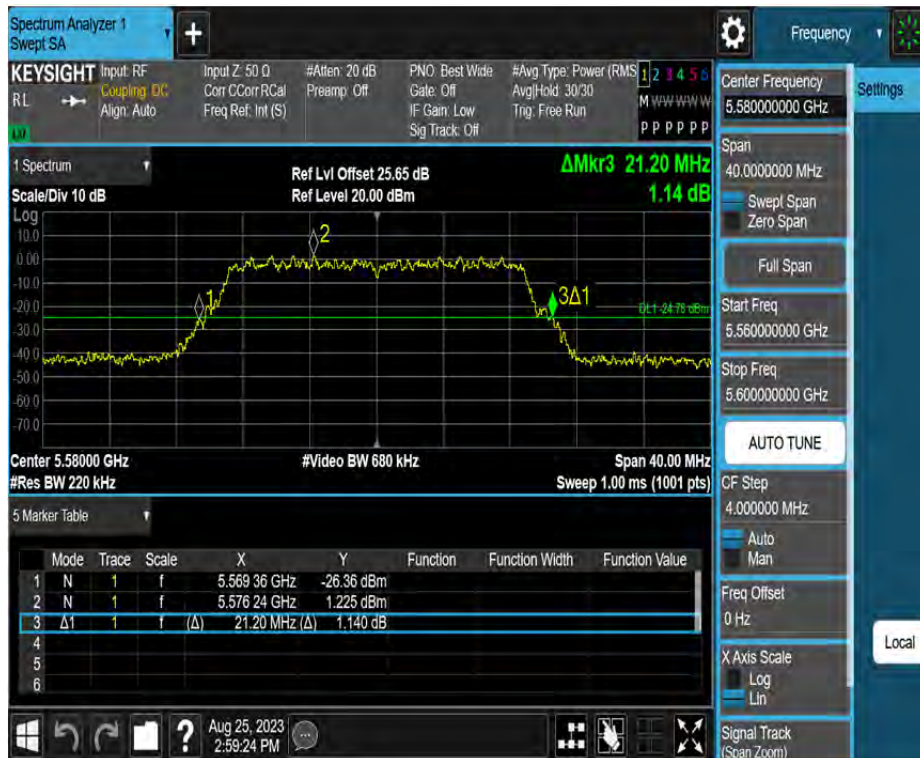 Spectrum Analyzer 1
Swept SA
+
Frequency
KEYSIGHT
RL
Input: RF
Coupling: DC
Align: Auto
Input Z: 50 Ω
Corr CCorr RCal
Freq Ref: Int (S)
#Atten: 20 dB
Preamp: Off
PNO: Best Wide
Gate: Off
IF Gain: Low
Sig Track: Off
#Avg Type: Power (RMS
Avg|Hold: 30/30
Trig: Free Run
1 2 3 4 5 6
M W W W W W
P P P P P P
1 Spectrum
Scale/Div 10 dB
Ref Lvl Offset 25.65 dB
Ref Level 20.00 dBm
ΔMkr3 21.20 MHz
1.14 dB
Log
10.0
0.00
-10.0
-20.0
-30.0
-40.0
-50.0
-60.0
-70.0
1
2
3Δ1
DL1 -24.78 dBm
Center 5.58000 GHz
#Video BW 680 kHz
Span 40.00 MHz
#Res BW 220 kHz
Sweep 1.00 ms (1001 pts)
5 Marker Table
Mode Trace Scale X Y Function Function Width Function Value
1 N 1 f 5.569 36 GHz -26.36 dBm
2 N 1 f 5.576 24 GHz 1.225 dBm
3 Δ1 1 f (Δ) 21.20 MHz (Δ) 1.140 dB
4
5
6
?
Aug 25, 2023
2:59:24 PM
Center Frequency
5.580000000 GHz
Span
40.0000000 MHz
Swept Span
Zero Span
Full Span
Start Freq
5.560000000 GHz
Stop Freq
5.600000000 GHz
AUTO TUNE
CF Step
4.000000 MHz
Auto
Man
Freq Offset
0 Hz
X Axis Scale
Log
Lin
Signal Track
(Span Zoom)
Settings
Local